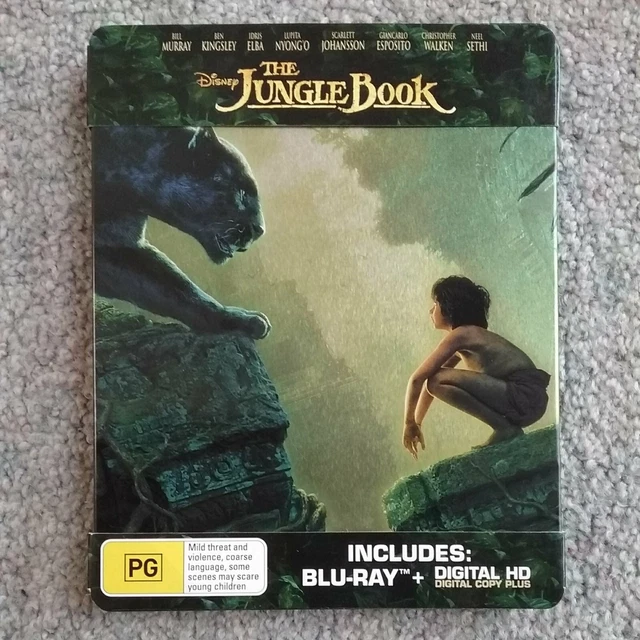 BILL MURRAY BEN KINGSLEY IDRIS ELBA LUPITA NYONG'O SCARLETT JOHANSSON GIANCARLO ESPOSITO CHRISTOPHER WALKEN NEEL SETHI
DISNEY THE
JUNGLE BOOK
PG
Mild threat and
violence, coarse
language, some
scenes may scare
young children
INCLUDES:
BLU-RAY™ + DIGITAL HD
DIGITAL COPY PLUS